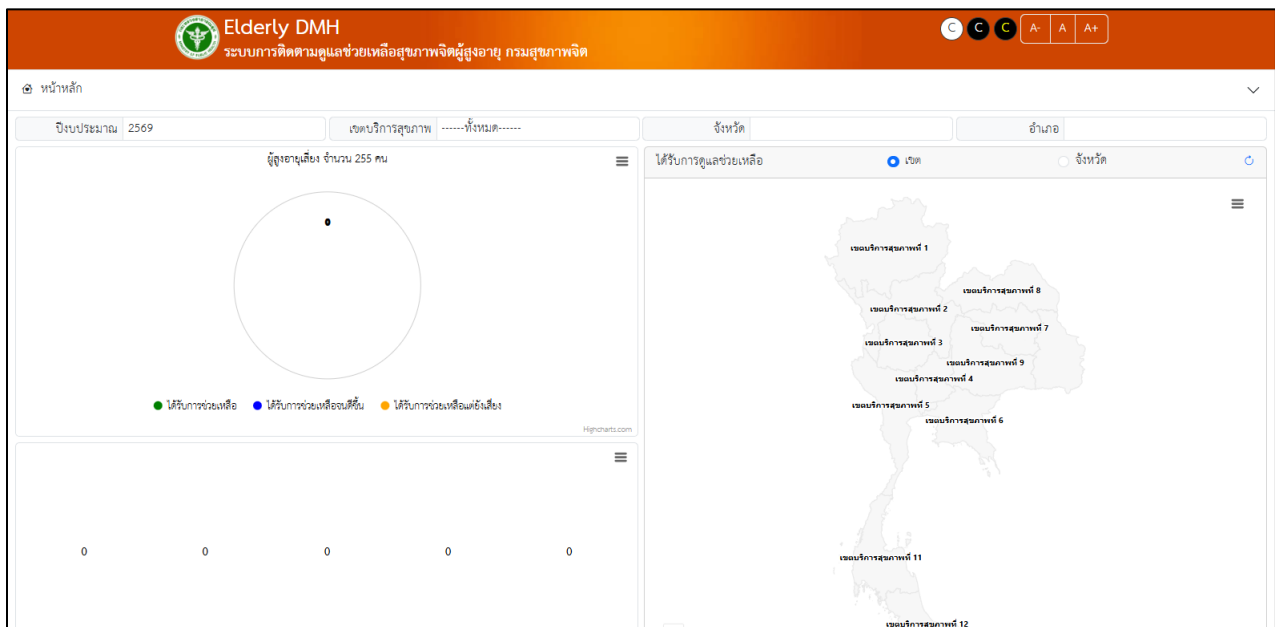 Elderly DMH
ระบบการติดตามดูแลช่วยเหลือสุขภาพจิตผู้สูงอายุ กรมสุขภาพจิต
C C C A- A A+
หน้าหลัก
ปีงบประมาณ 2569 เขตบริการสุขภาพ ------ทั้งหมด------ จังหวัด อำเภอ
ผู้สูงอายุเสี่ยง จำนวน 255 คน
0
ได้รับการช่วยเหลือ ได้รับการช่วยเหลือจนดีขึ้น ได้รับการช่วยเหลือแต่ยังเสี่ยง
Highcharts.com
0 0 0 0 0
ได้รับการดูแลช่วยเหลือ เขต จังหวัด
เขตบริการสุขภาพที่ 1
เขตบริการสุขภาพที่ 8
เขตบริการสุขภาพที่ 2
เขตบริการสุขภาพที่ 7
เขตบริการสุขภาพที่ 3
เขตบริการสุขภาพที่ 9
เขตบริการสุขภาพที่ 4
เขตบริการสุขภาพที่ 5
เขตบริการสุขภาพที่ 6
เขตบริการสุขภาพที่ 11
เขตบริการสุขภาพที่ 12